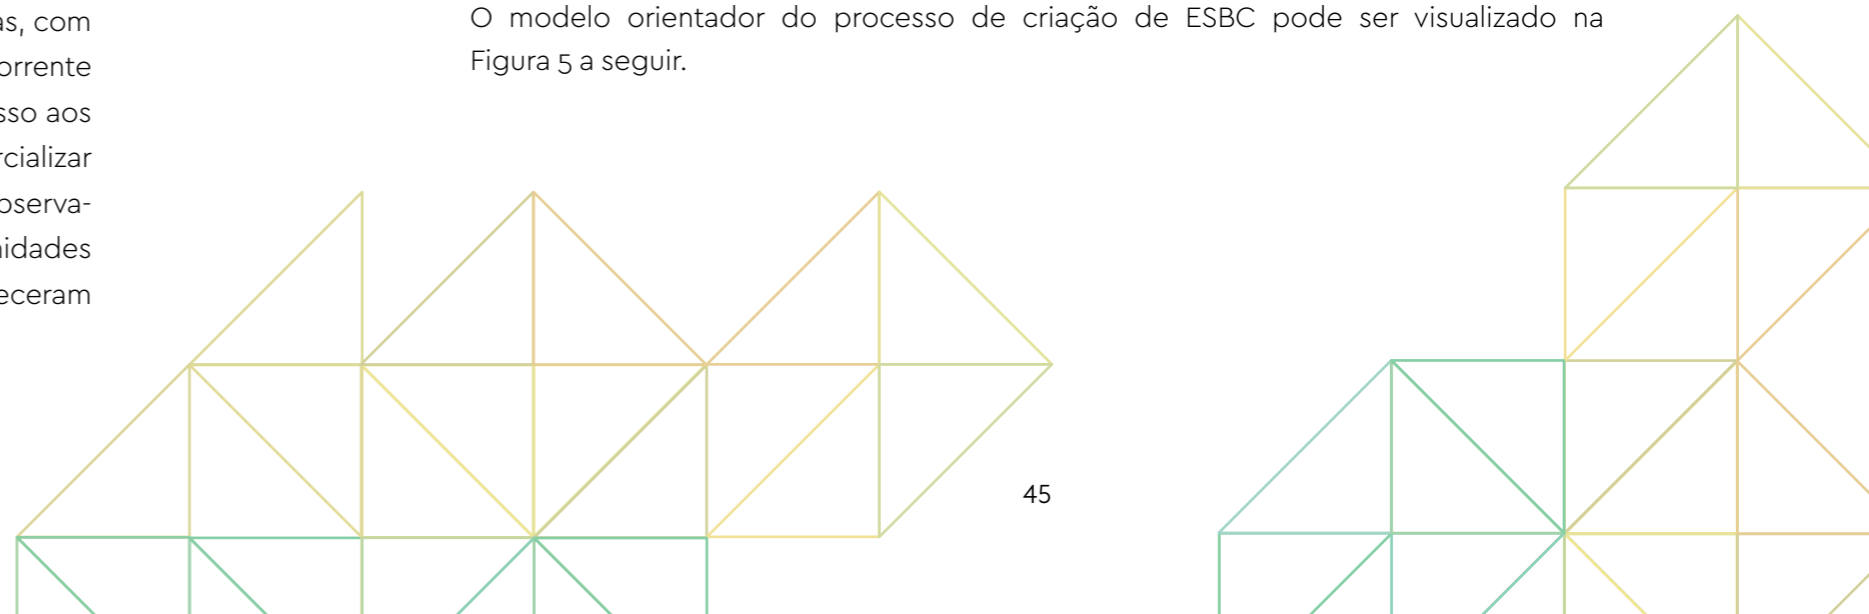 as, com
orrente
sso aos
rcializar
bserva-
nidades
eceram
O modelo orientador do processo de criação de ESBC pode ser visualizado na
Figura 5 a seguir.
45